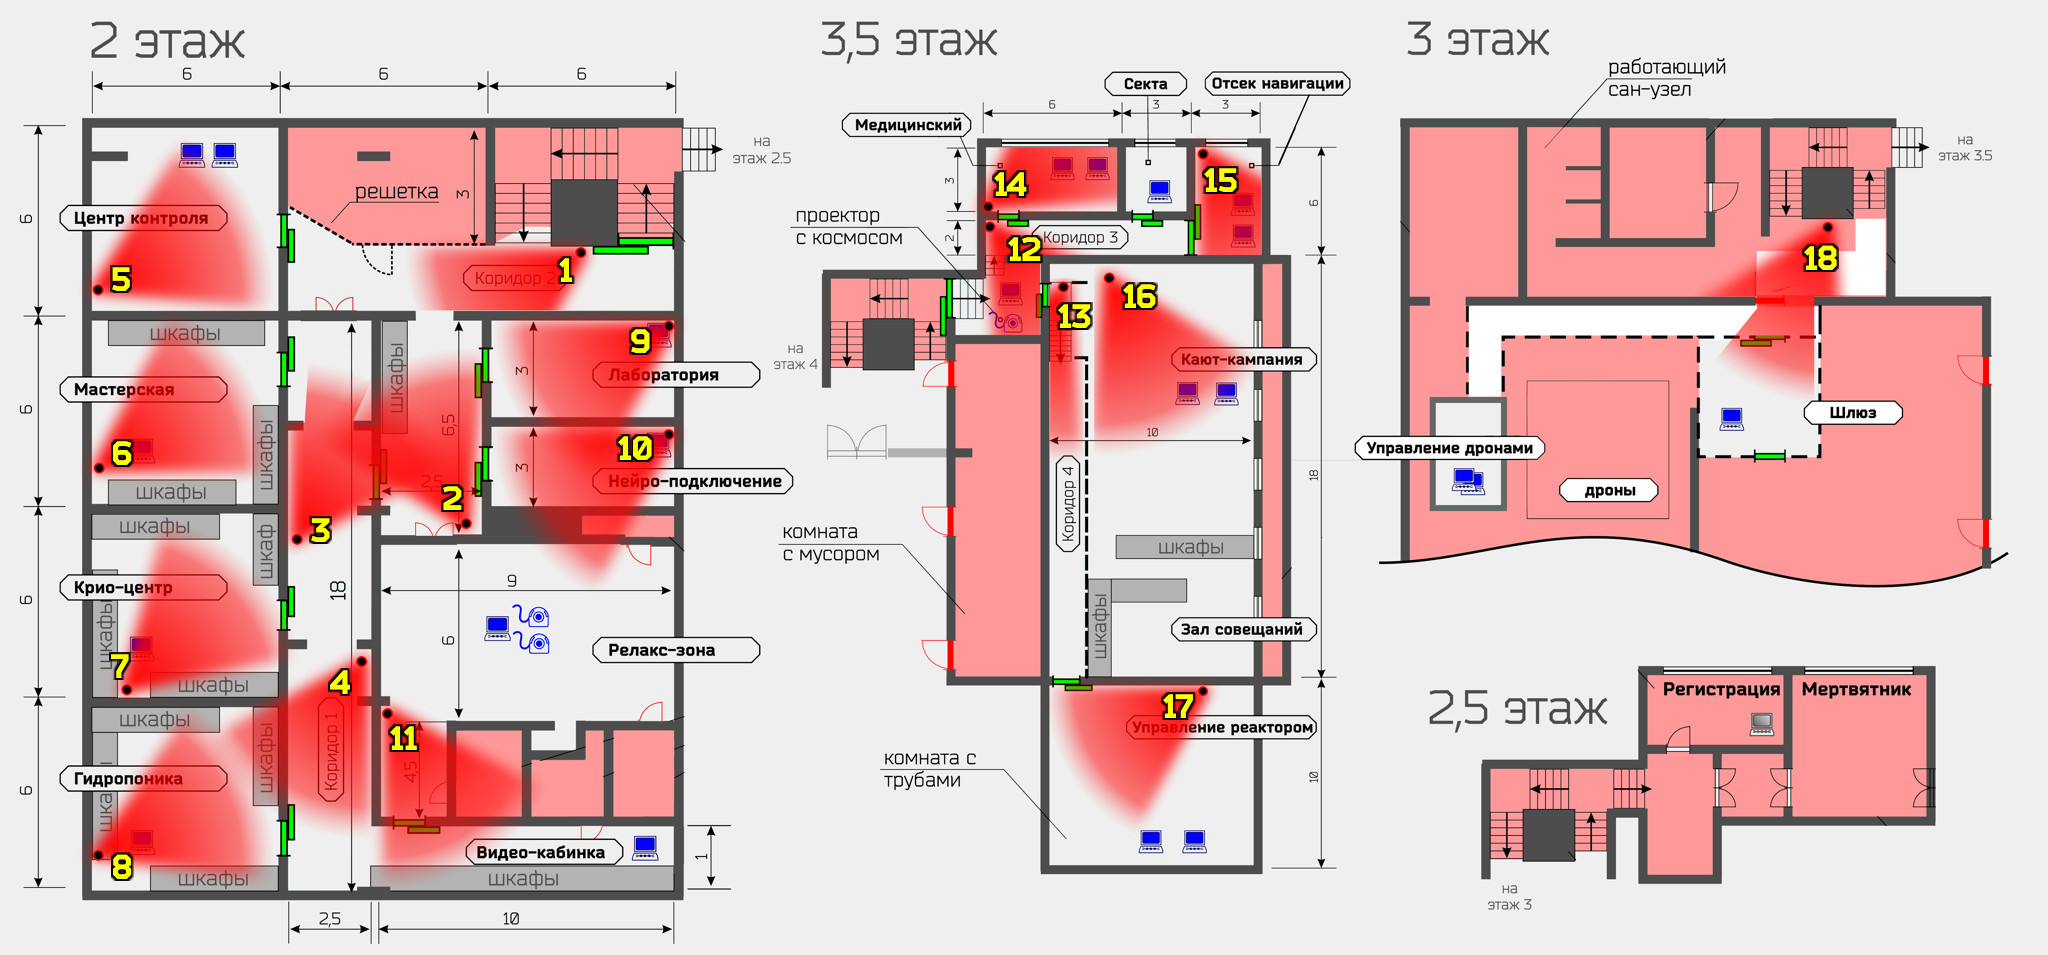 2 этаж
6
6
6
на
этаж 2.5
решетка
3
Центр контроля
6
5
Коридор 2
1
шкафы
шкафы
9
3
Лаборатория
Мастерская
6
6,5
6
шкафы
шкафы
10
3
Нейро-подключение
2,5
2
3
шкафы
шкаф
6
Крио-центр
шкафы
7
шкафы
18
9
6
Релакс-зона
4
Коридор 1
11
4,5
шкафы
шкафы
6
Гидропоника
шкафы
8
шкафы
Видео-кабинка
шкафы
1
2,5
10
3,5 этаж
Секта
Отсек навигации
6
3
3
Медицинский
3
14
15
6
проектор
с космосом
2
12
Коридор 3
13
16
на
этаж 4
Кают-кампания
10
Коридор 4
18
комната
с мусором
шкафы
шкафы
Зал совещаний
17
Управление реактором
комната с
трубами
10
3 этаж
работающий
сан-узел
на
этаж 3.5
18
Шлюз
Управление дронами
дроны
2,5 этаж
Регистрация
Мертвятник
на
этаж 3